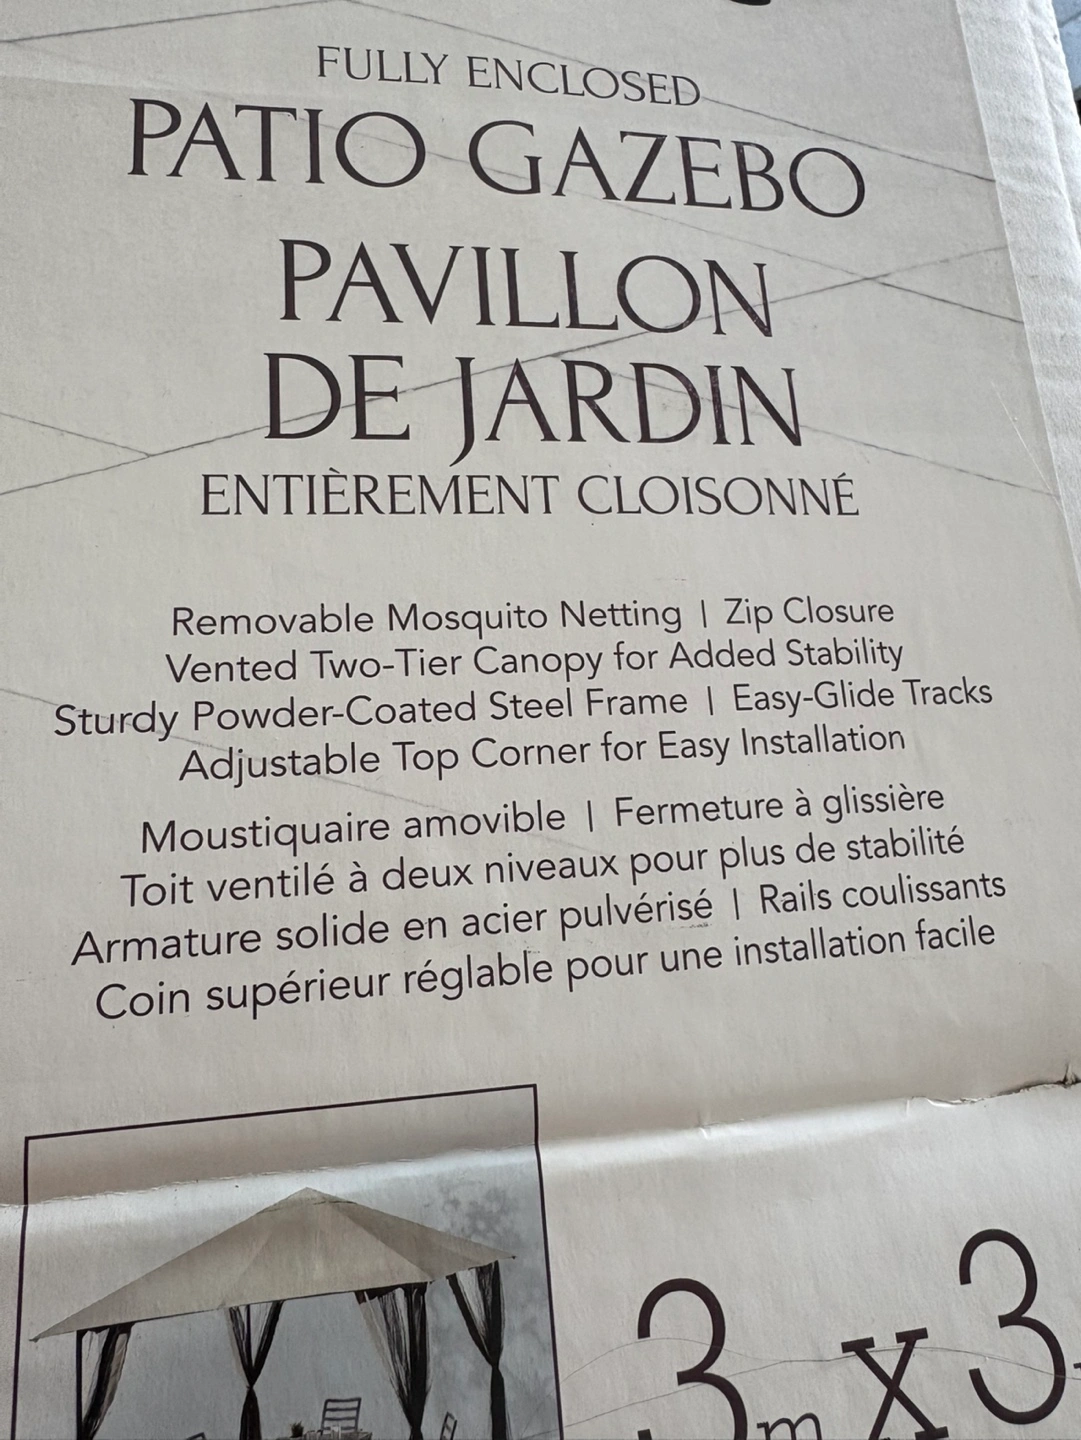 FULLY ENCLOSED
PATIO GAZEBO
PAVILLON
DE JARDIN
ENTIÈREMENT CLOISONNÉ
Removable Mosquito Netting | Zip Closure
Vented Two-Tier Canopy for Added Stability
Sturdy Powder-Coated Steel Frame | Easy-Glide Tracks
Adjustable Top Corner for Easy Installation
Moustiquaire amovible | Fermeture à glissière
Toit ventilé à deux niveaux pour plus de stabilité
Armature solide en acier pulvérisé | Rails coulissants
Coin supérieur réglable pour une installation facile
3m x 3